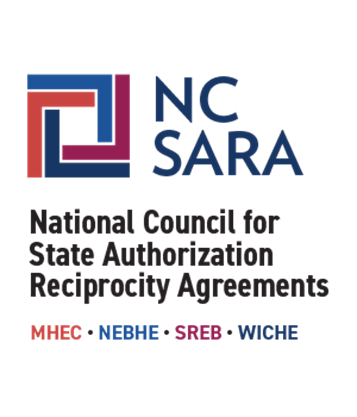 NC
SARA
National Council for
State Authorization
Reciprocity Agreements
MHEC • NEBHE • SREB • WICHE